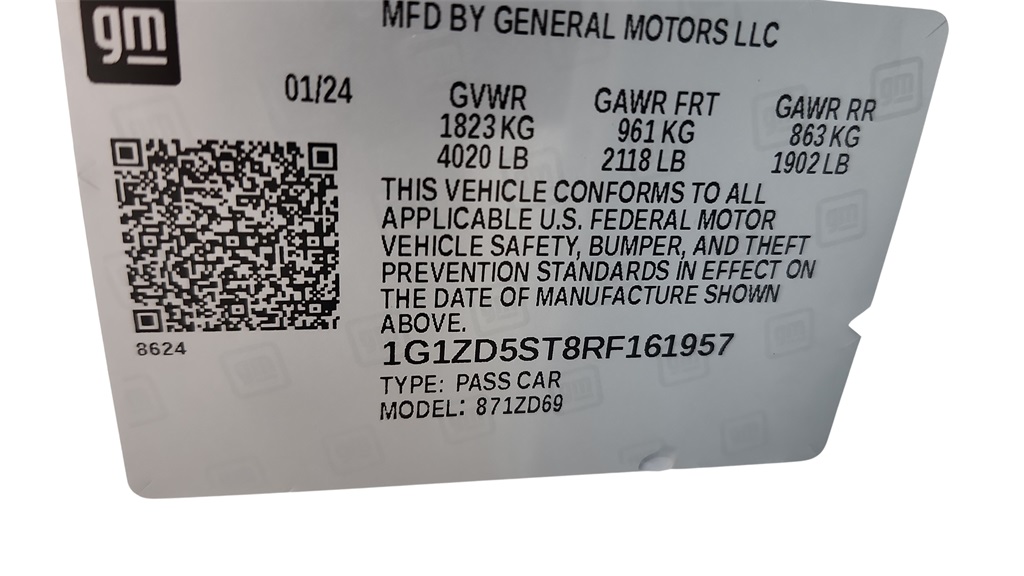 gm
MFD BY GENERAL MOTORS LLC
01/24 GVWR GAWR FRT GAWR RR
1823 KG 961 KG 863 KG
4020 LB 2118 LB 1902 LB
THIS VEHICLE CONFORMS TO ALL
APPLICABLE U.S. FEDERAL MOTOR
VEHICLE SAFETY, BUMPER, AND THEFT
PREVENTION STANDARDS IN EFFECT ON
THE DATE OF MANUFACTURE SHOWN
ABOVE.
8624
1G1ZD5ST8RF161957
TYPE: PASS CAR
MODEL: 871ZD69